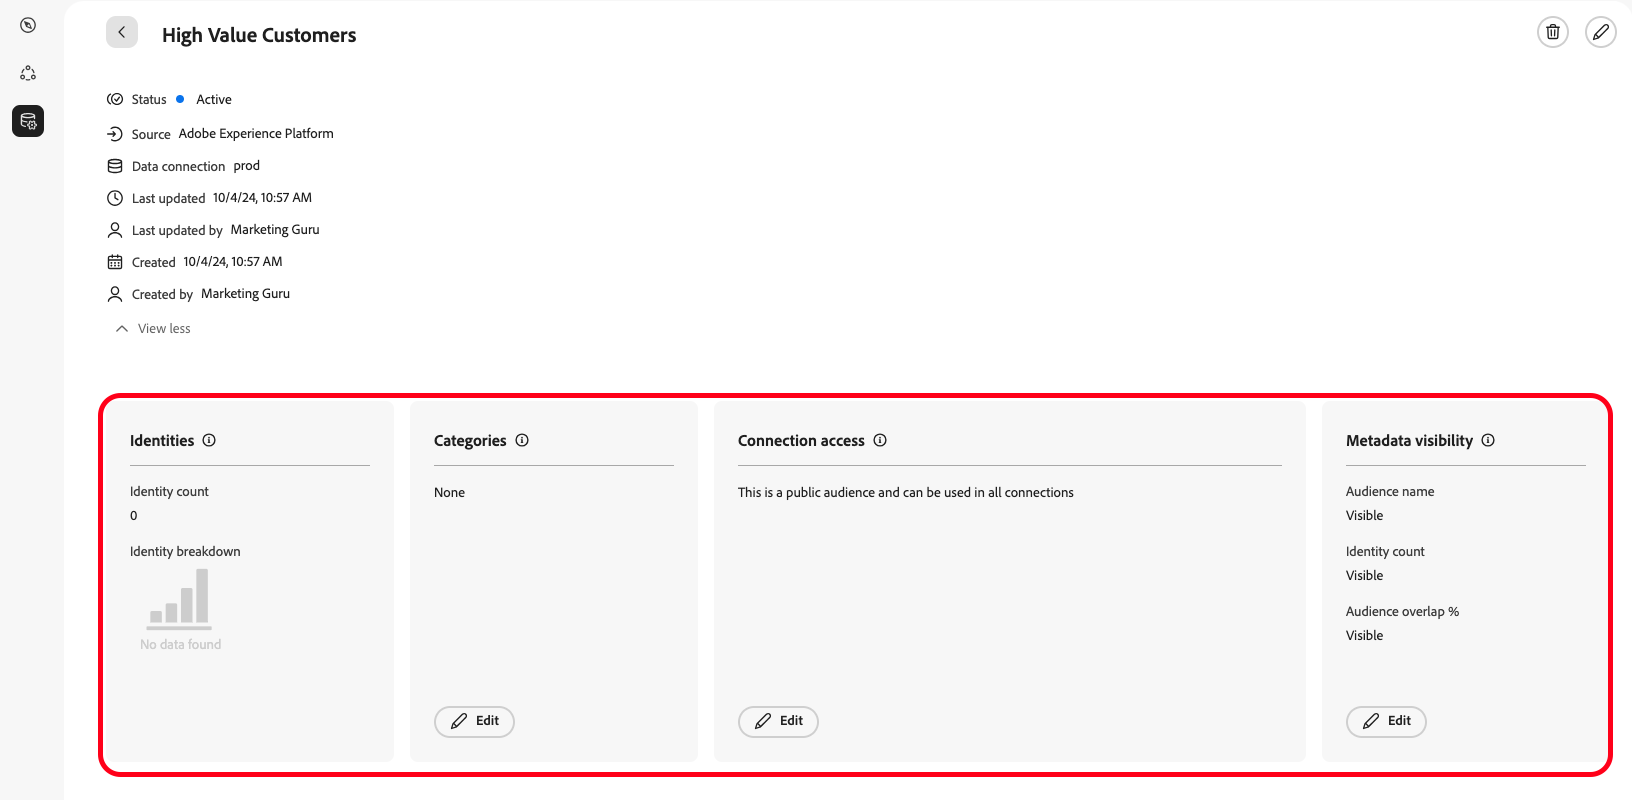 High Value Customers
Status Active
Source Adobe Experience Platform
Data connection prod
Last updated 10/4/24, 10:57 AM
Last updated by Marketing Guru
Created 10/4/24, 10:57 AM
Created by Marketing Guru
View less
Identities
Identity count
0
Identity breakdown
No data found
Categories
None
Edit
Connection access
This is a public audience and can be used in all connections
Edit
Metadata visibility
Audience name
Visible
Identity count
Visible
Audience overlap %
Visible
Edit